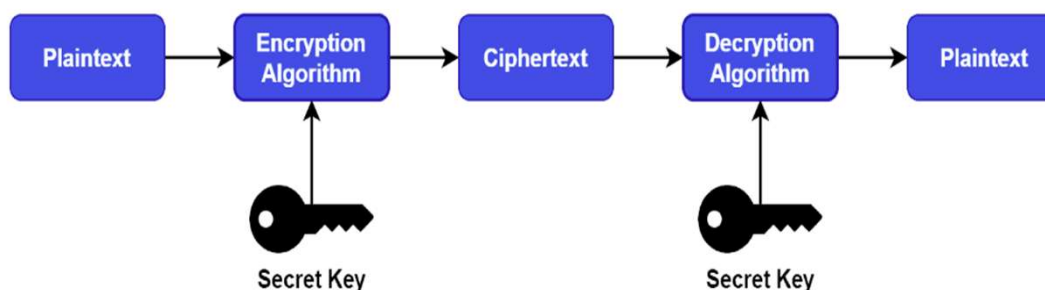 Plaintext
Encryption
Algorithm
Ciphertext
Decryption
Algorithm
Plaintext
Secret Key
Secret Key